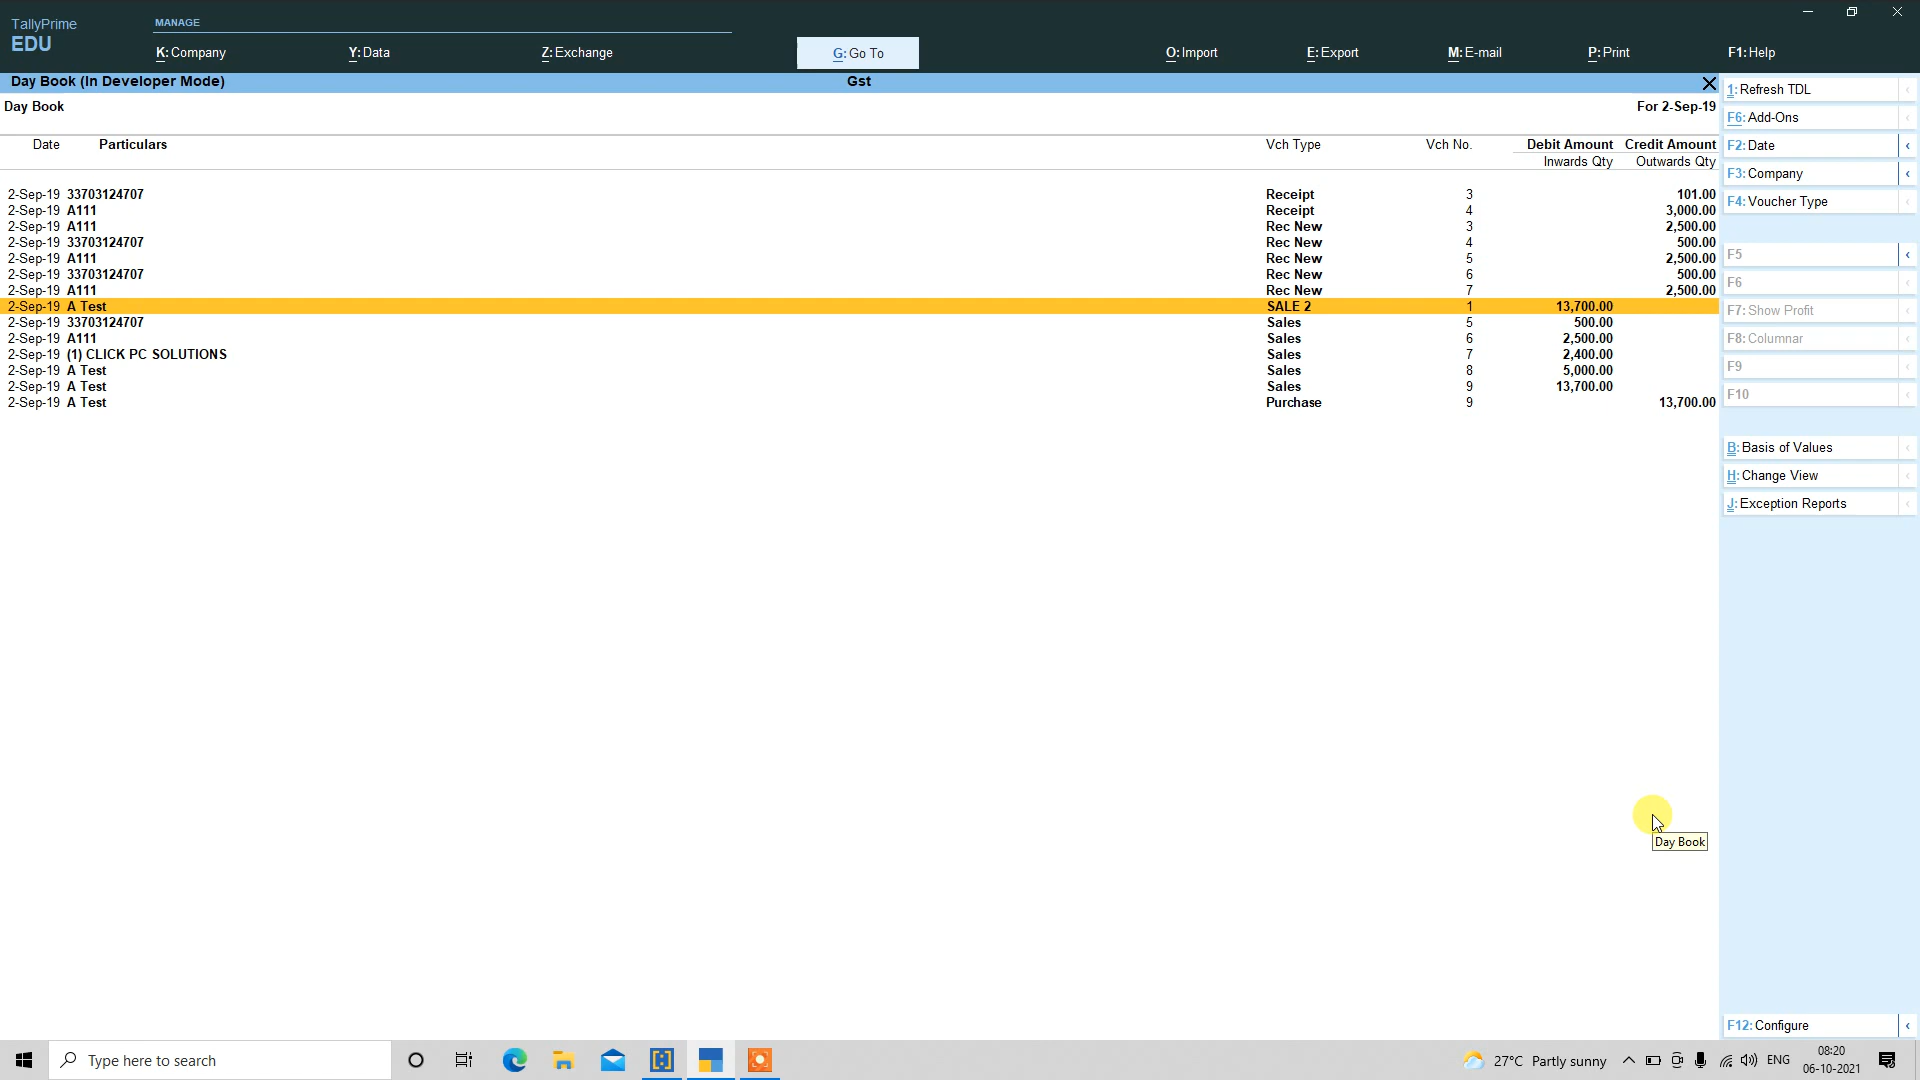 TallyPrime
EDU
MANAGE
K: Company Y: Data Z: Exchange G: Go To O: Import E: Export M: E-mail P: Print F1: Help
Day Book (In Developer Mode) Gst
Day Book For 2-Sep-19
Date Particulars Vch Type Vch No. Debit Amount Credit Amount
Inwards Qty Outwards Qty
2-Sep-19 33703124707 Receipt 3 101.00
2-Sep-19 A111 Receipt 4 3,000.00
2-Sep-19 A111 Rec New 3 2,500.00
2-Sep-19 33703124707 Rec New 4 500.00
2-Sep-19 A111 Rec New 5 2,500.00
2-Sep-19 33703124707 Rec New 6 500.00
2-Sep-19 A111 Rec New 7 2,500.00
2-Sep-19 A Test SALE 2 1 13,700.00
2-Sep-19 33703124707 Sales 5 500.00
2-Sep-19 A111 Sales 6 2,500.00
2-Sep-19 (1) CLICK PC SOLUTIONS Sales 7 2,400.00
2-Sep-19 A Test Sales 8 5,000.00
2-Sep-19 A Test Sales 9 13,700.00
2-Sep-19 A Test Purchase 9 13,700.00
1: Refresh TDL
F6: Add-Ons
F2: Date
F3: Company
F4: Voucher Type
F5
F6
F7: Show Profit
F8: Columnar
F9
F10
B: Basis of Values
H: Change View
J: Exception Reports
Day Book
F12: Configure
Type here to search 27°C Partly sunny ENG 08:20
06-10-2021